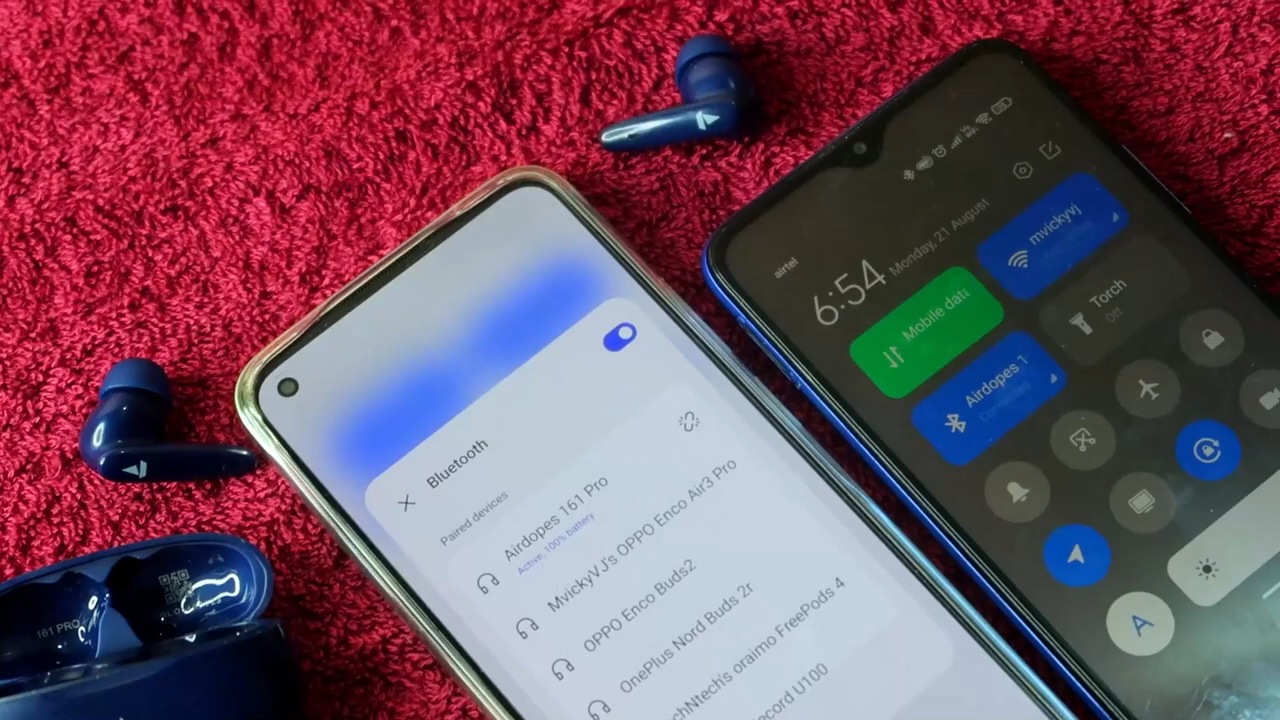 Bluetooth
Paired devices
Airdopes 161 Pro
Active, 100% battery
MvickyVJ's OPPO Enco Air3 Pro
OPPO Enco Buds2
OnePlus Nord Buds 2r
oraimo FreePods 4
U100
161 PRO
airtel
6:54
Monday, 21 August
mvickyvj
Mobile data
Torch
Off
Airdopes 1
Connected
A